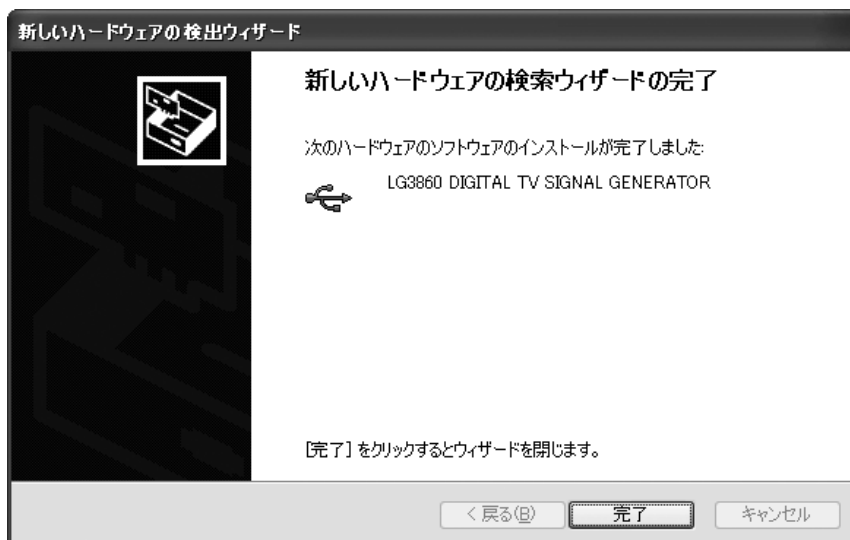 新しいハードウェアの検出ウィザード
新しいハードウェアの検索ウィザードの完了
次のハードウェアのソフトウェアのインストールが完了しました:
LG3860 DIGITAL TV SIGNAL GENERATOR
[完了] をクリックするとウィザードを閉じます。
< 戻る(B) 完了 キャンセル